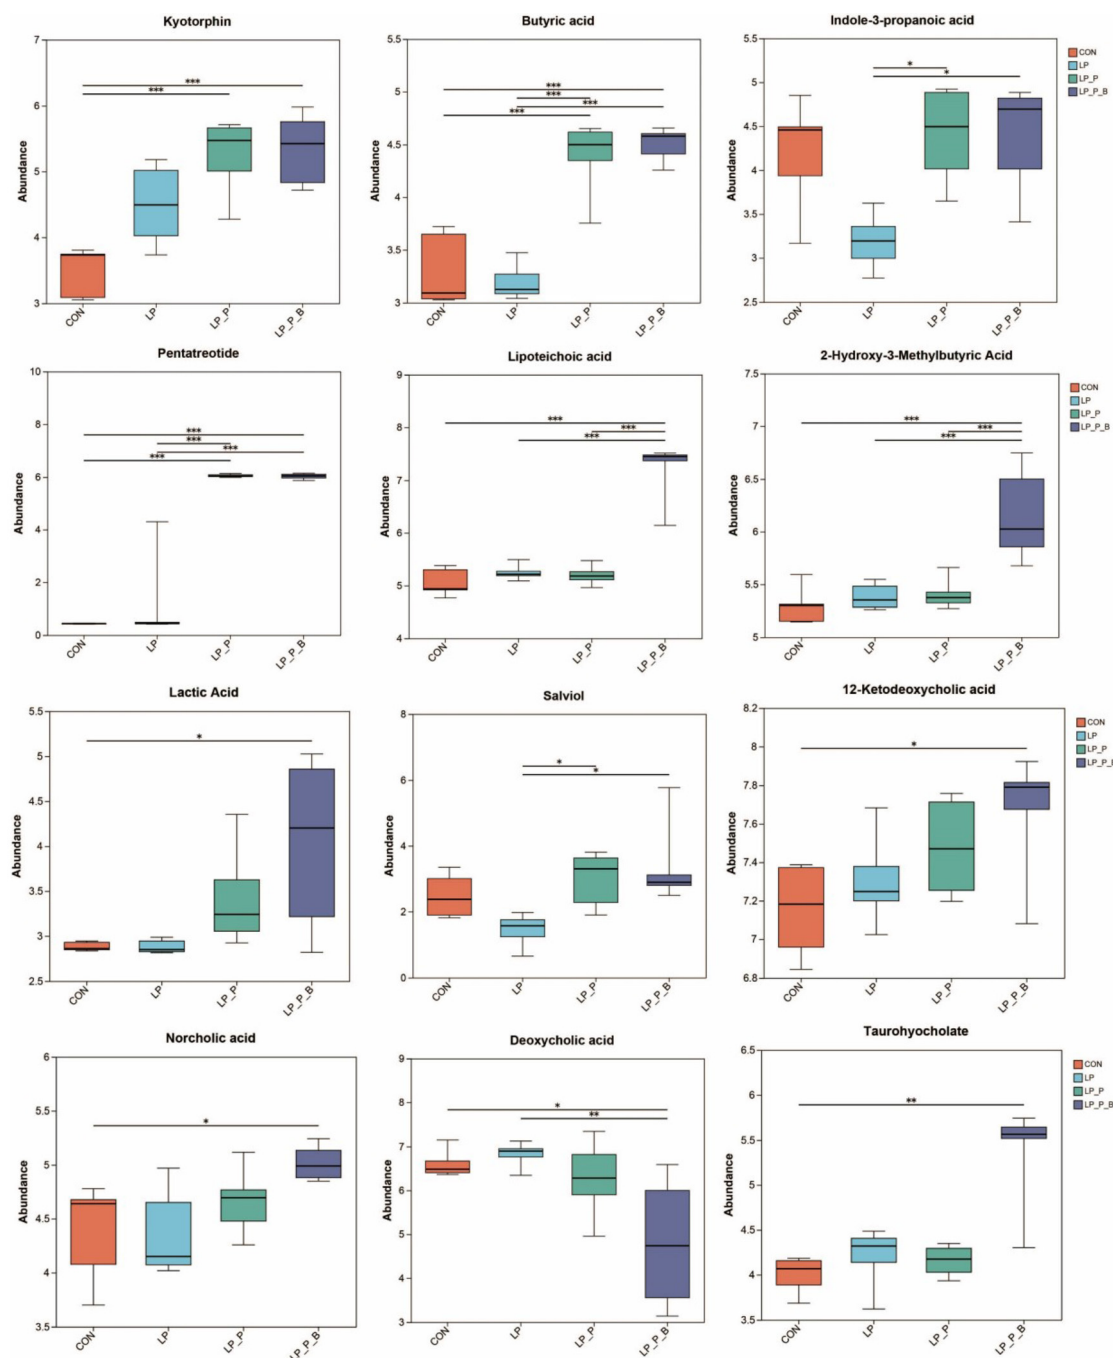 Kyotorphin
Abundance
7
6
5
4
3
***
***
CON
LP
LP_P
LP_P_B
Butyric acid
Abundance
5.5
5
4.5
4
3.5
3
***
***
***
***
CON
LP
LP_P
LP_P_B
Indole-3-propanoic acid
Abundance
5.5
5
4.5
4
3.5
3
2.5
*
*
CON
LP
LP_P
LP_P_B
CON
LP
LP_P
LP_P_B
Pentatreotide
Abundance
10
8
6
4
2
0
***
***
***
***
CON
LP
LP_P
LP_P_B
Lipoteichoic acid
Abundance
9
8
7
6
5
4
***
***
***
CON
LP
LP_P
LP_P_B
2-Hydroxy-3-Methylbutyric Acid
Abundance
7.5
7
6.5
6
5.5
5
***
***
***
CON
LP
LP_P
LP_P_B
CON
LP
LP_P
LP_P_B
Lactic Acid
Abundance
5.5
5
4.5
4
3.5
3
2.5
*
CON
LP
LP_P
LP_P_B
Salviol
Abundance
8
6
4
2
0
*
*
CON
LP
LP_P
LP_P_B
12-Ketodeoxycholic acid
Abundance
8.2
8
7.8
7.6
7.4
7.2
7
6.8
*
CON
LP
LP_P
LP_P_B
CON
LP
LP_P
LP_P_
Norcholic acid
Abundance
6
5.5
5
4.5
4
3.5
*
CON
LP
LP_P
LP_P_B
Deoxycholic acid
Abundance
9
8
7
6
5
4
3
*
**
CON
LP
LP_P
LP_P_B
Taurohyocholate
Abundance
6.5
6
5.5
5
4.5
4
3.5
**
CON
LP
LP_P
LP_P_B
CON
LP
LP_P
LP_P_B